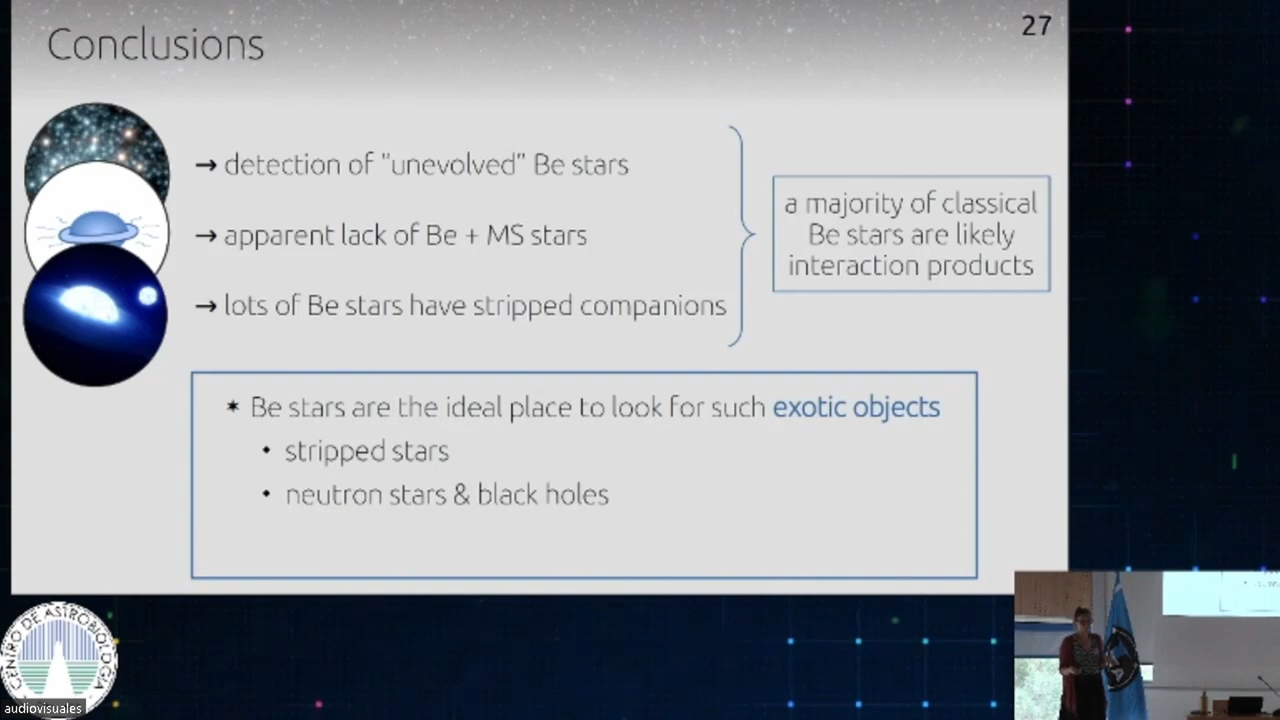 27
Conclusions
→ detection of "unevolved" Be stars
→ apparent lack of Be + MS stars
→ lots of Be stars have stripped companions
a majority of classical
Be stars are likely
interaction products
✶ Be stars are the ideal place to look for such exotic objects
• stripped stars
• neutron stars & black holes
CENTRO DE ASTROBIOLOGÍA
audiovisuales